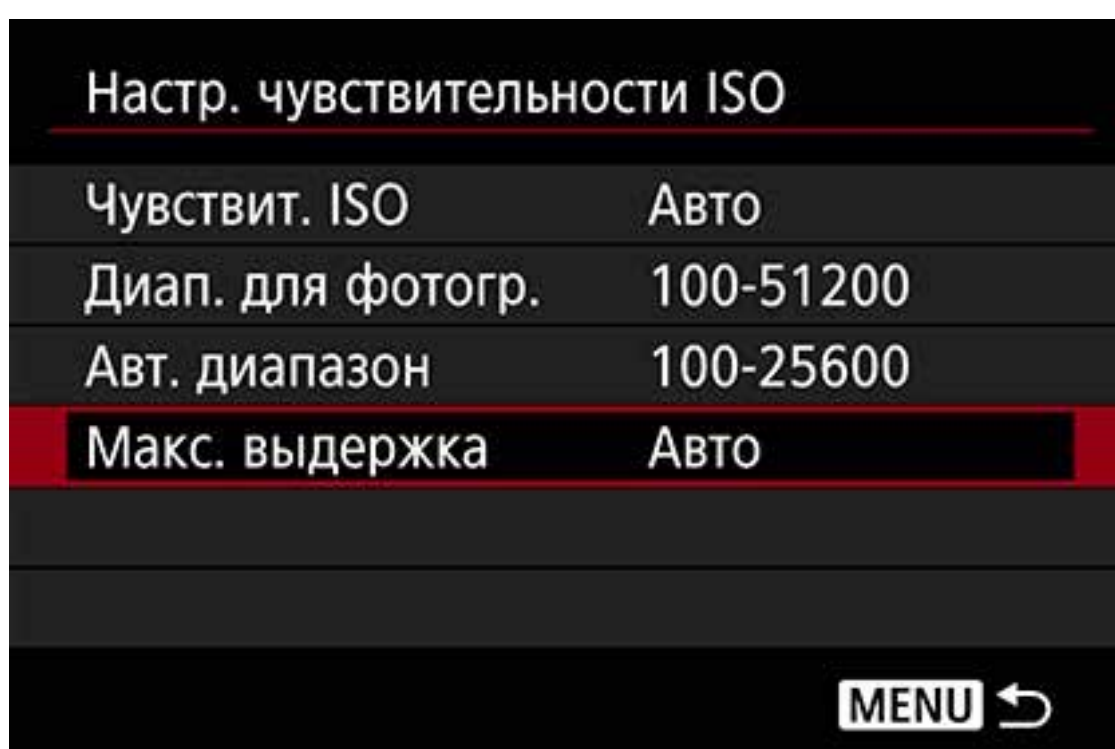 Настр. чувствительности ISO
Чувствит. ISO Авто
Диап. для фотогр. 100-51200
Авт. диапазон 100-25600
Макс. выдержка Авто
MENU